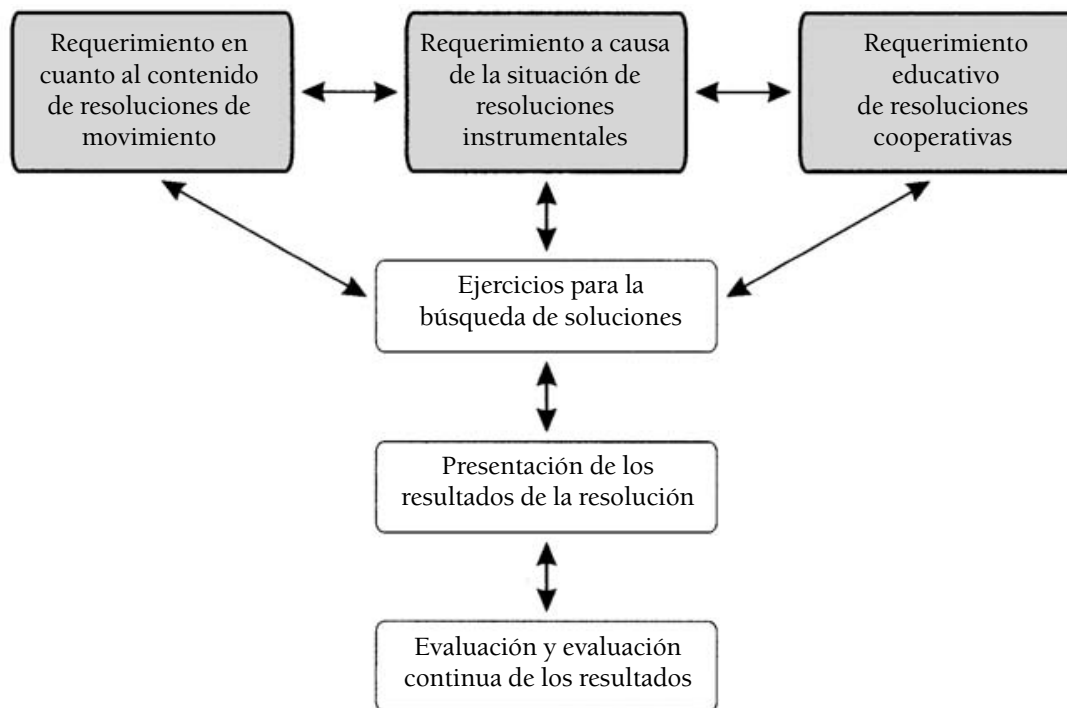 Requerimiento en
cuanto al contenido
de resoluciones de
movimiento
Requerimiento a causa
de la situación de
resoluciones
instrumentales
Requerimiento
educativo
de resoluciones
cooperativas
Ejercicios para la
búsqueda de soluciones
Presentación de los
resultados de la resolución
Evaluación y evaluación
continua de los resultados